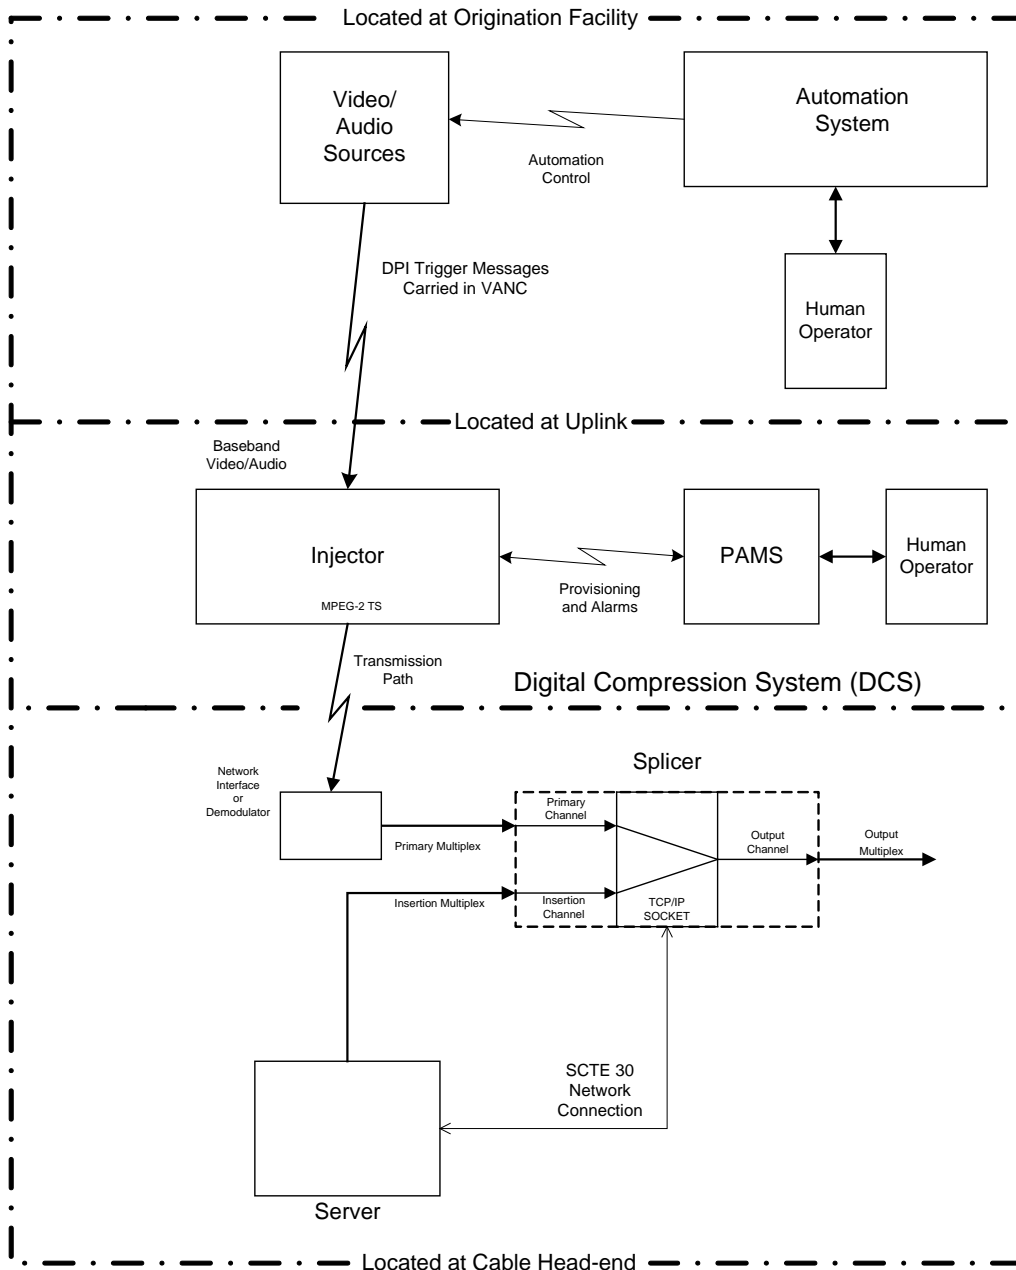 Located at Origination Facility
Video/
Audio
Sources
Automation
System
Automation
Control
DPI Trigger Messages
Carried in VANC
Human
Operator
Located at Uplink
Baseband
Video/Audio
Injector
MPEG-2 TS
Provisioning
and Alarms
PAMS
Human
Operator
Transmission
Path
Digital Compression System (DCS)
Splicer
Network
Interface
or
Demodulator
Primary Multiplex
Primary
Channel
Output
Channel
Output
Multiplex
Insertion Multiplex
Insertion
Channel
TCP/IP
SOCKET
SCTE 30
Network
Connection
Server
Located at Cable Head-end